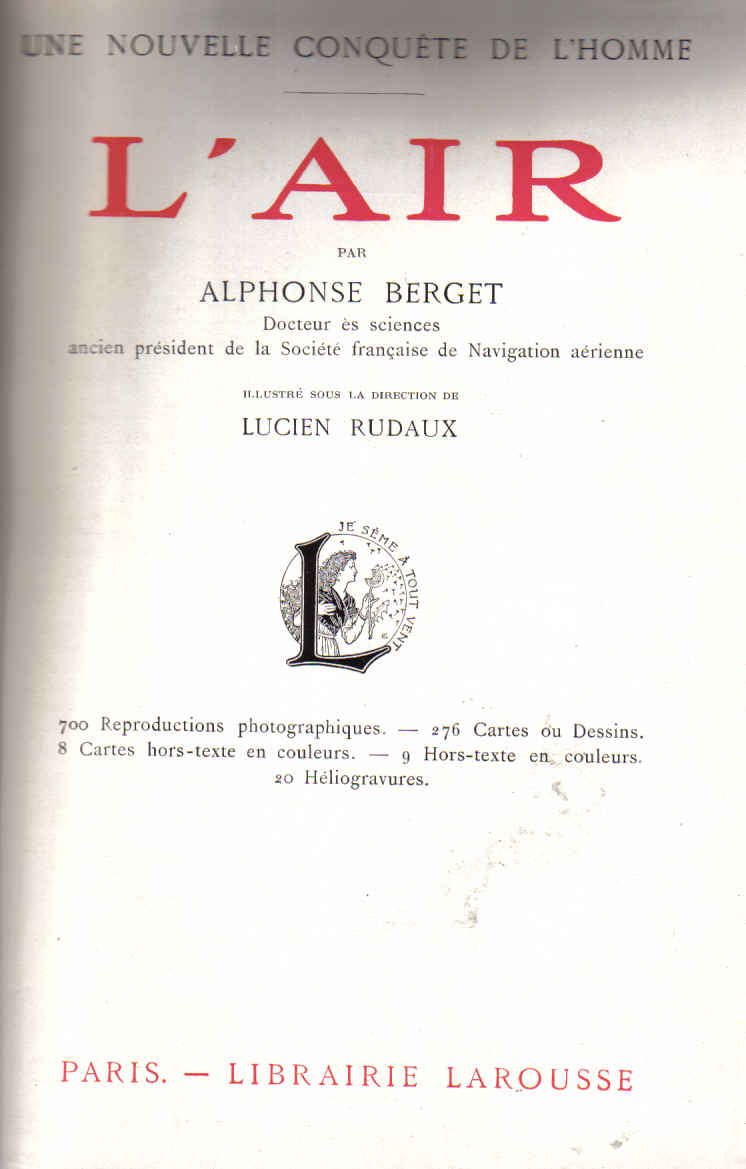 UNE NOUVELLE CONQUÊTE DE L'HOMME
L'AIR
PAR
ALPHONSE BERGET
Docteur ès sciences
ancien président de la Société française de Navigation aérienne
ILLUSTRÉ SOUS LA DIRECTION DE
LUCIEN RUDAUX
JE SÈME À TOUT VENT
L
700 Reproductions photographiques. — 276 Cartes ou Dessins.
8 Cartes hors-texte en couleurs. — 9 Hors-texte en couleurs.
20 Héliogravures.
PARIS. — LIBRAIRIE LAROUSSE